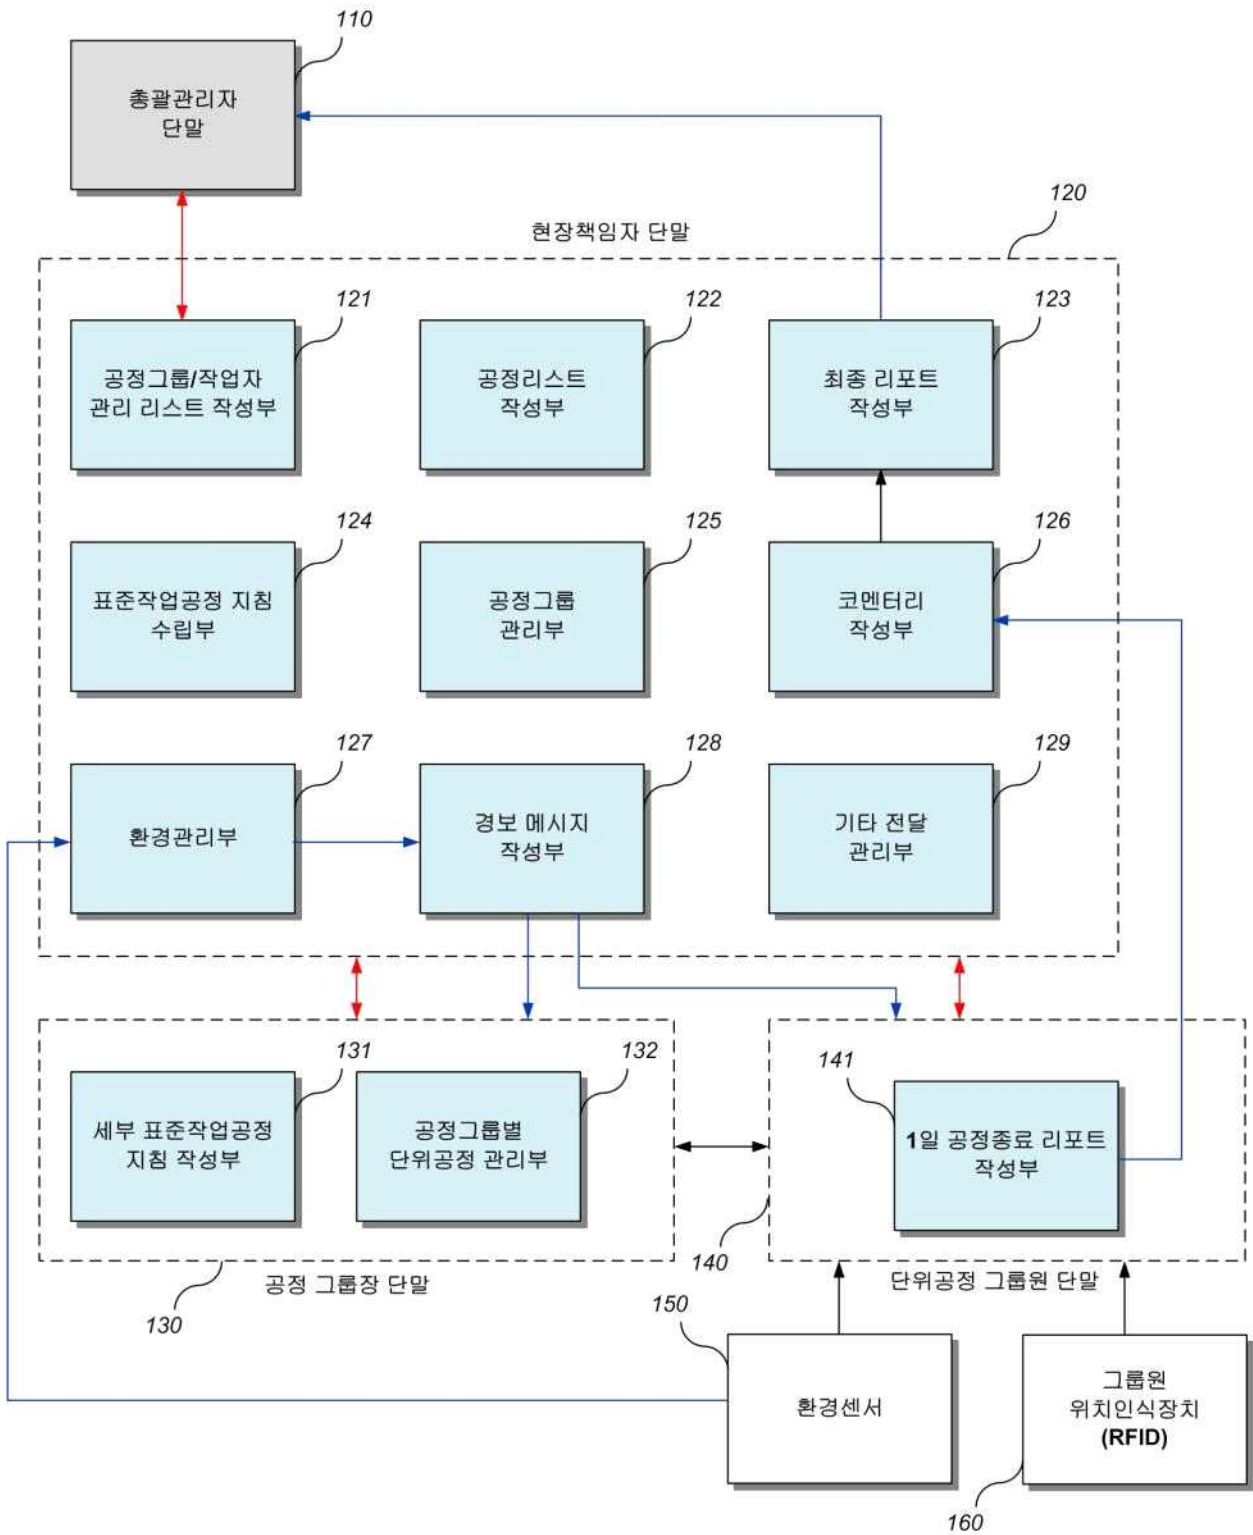 110
총괄관리자
단말
120
현장책임자 단말
121
122
123
공정그룹/작업자
관리 리스트 작성부
공정리스트
작성부
최종 리포트
작성부
124
125
126
표준작업공정 지침
수립부
공정그룹
관리부
코멘터리
작성부
127
128
129
환경관리부
경보 메시지
작성부
기타 전달
관리부
131
132
141
세부 표준작업공정
지침 작성부
공정그룹별
단위공정 관리부
1일 공정종료 리포트
작성부
140
공정 그룹장 단말
단위공정 그룹원 단말
130
150
환경센서
그룹원
위치인식장치
(RFID)
160